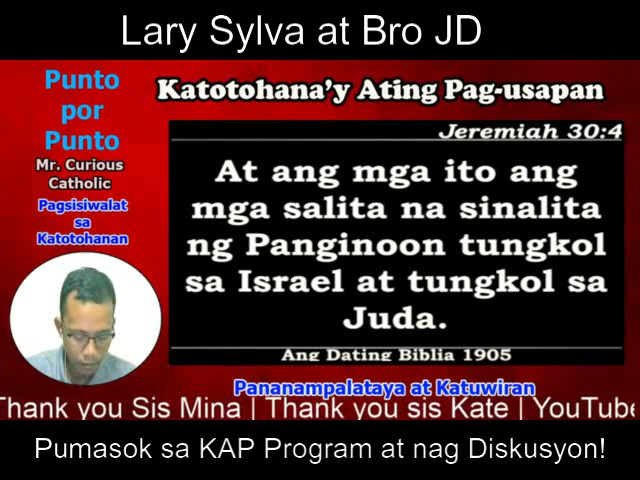 Lary Sylva at Bro JD
Punto
por
Punto
Mr. Curious
Catholic
Pagsisiwalat
sa
Katotohanan
Katotohana'y Ating Pag-usapan
Jeremiah 30:4
At ang mga ito ang
mga salita na sinalita
ng Panginoon tungkol
sa Israel at tungkol sa
Juda.
Ang Dating Biblia 1905
Pananampalataya at Katuwiran
Thank you Sis Mina | Thank you sis Kate | YouTube
Pumasok sa KAP Program at nag Diskusyon!